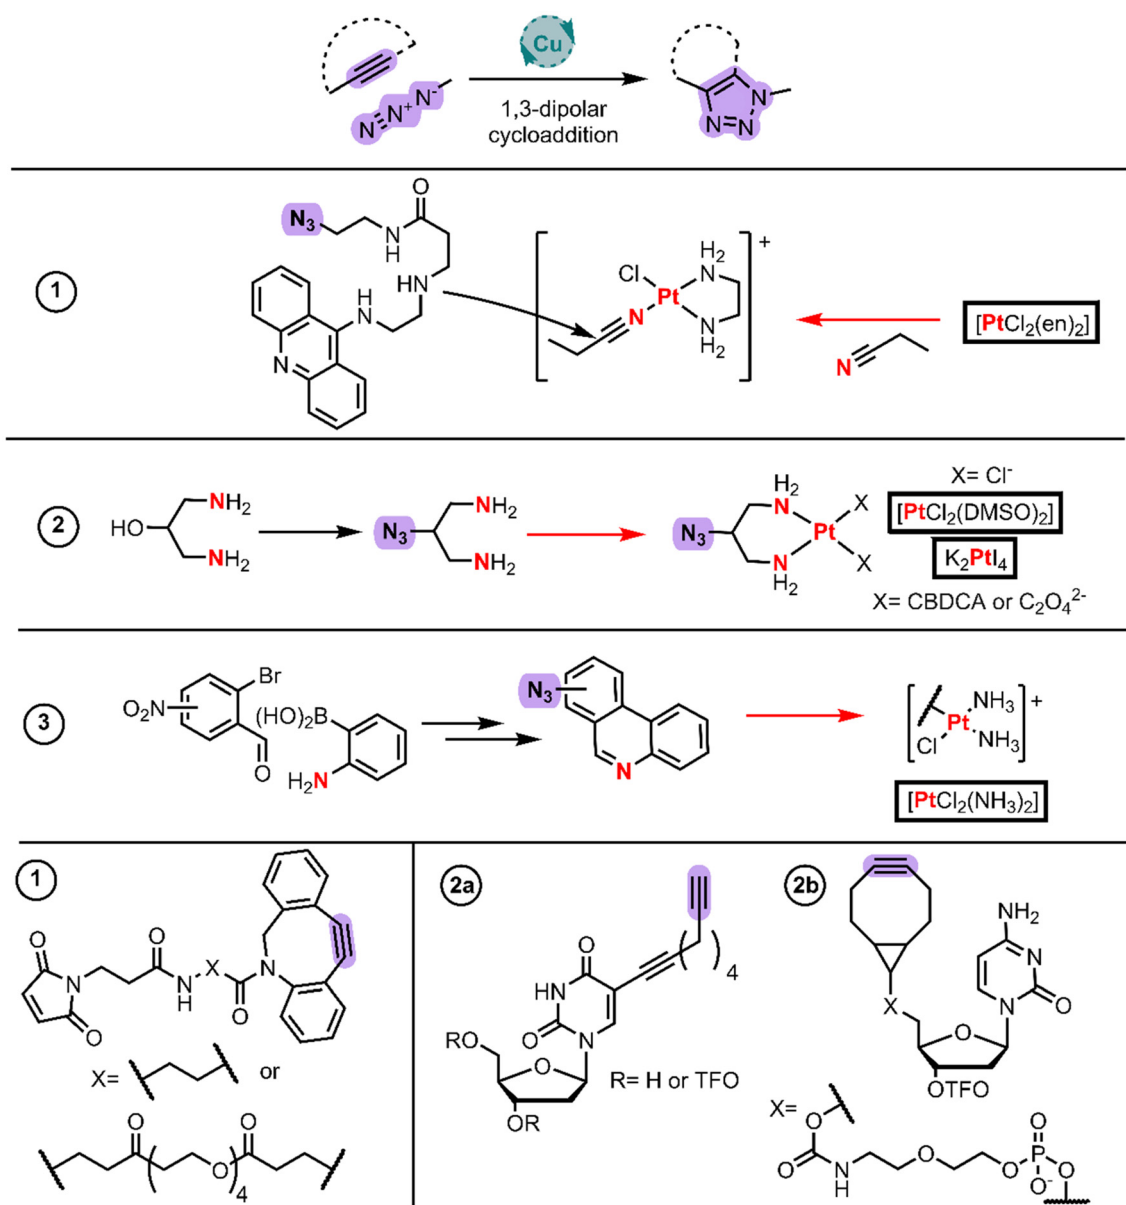 Cu
N≡N⁺N⁻
1,3-dipolar
cycloaddition
N
N=N
1
N₃
O
N
H
HN
H
N
N
Cl
H₂
N
Pt
N
N
H₂
+
[PtCl₂(en)₂]
N
2
HO
NH₂
NH₂
N₃
NH₂
NH₂
N₃
H₂
N
Pt
N
H₂
X
X
X= Cl⁻
[PtCl₂(DMSO)₂]
K₂PtI₄
X= CBDCA or C₂O₄²⁻
3
O₂N
Br
O
(HO)₂B
H₂N
N₃
N
Pt
NH₃
Cl
NH₃
+
[PtCl₂(NH₃)₂]
1
O
N
O
O
N
H
X
O
N
X=
or
O
O
O
4
2a
4
O
HN
O
N
RO
O
OR
R= H or TFO
2b
NH₂
N
N
O
X
O
OTFO
X=
O
O
N
H
O
O
O
P
O⁻
O